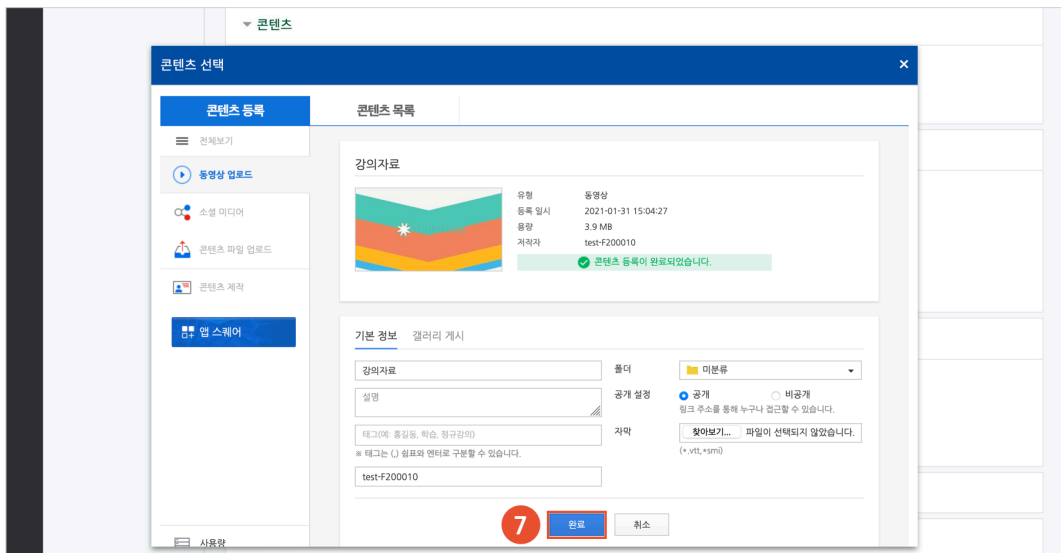 콘텐츠
콘텐츠 선택
×
콘텐츠 등록
콘텐츠 목록
전체보기
동영상 업로드
소셜 미디어
콘텐츠 파일 업로드
콘텐츠 제작
앱 스퀘어
사용량
강의자료
유형 동영상
등록 일시 2021-01-31 15:04:27
용량 3.9 MB
저작자 test-F200010
콘텐츠 등록이 완료되었습니다.
기본 정보 갤러리 게시
강의자료
설명
태그(예: 홍길동, 학습, 정규강의)
※ 태그는 (,) 쉼표와 엔터로 구분할 수 있습니다.
test-F200010
폴더 미분류
공개 설정 공개 비공개
링크 주소를 통해 누구나 접근할 수 있습니다.
자막 찾아보기... 파일이 선택되지 않았습니다.
(*.vtt,*smi)
7 완료 취소